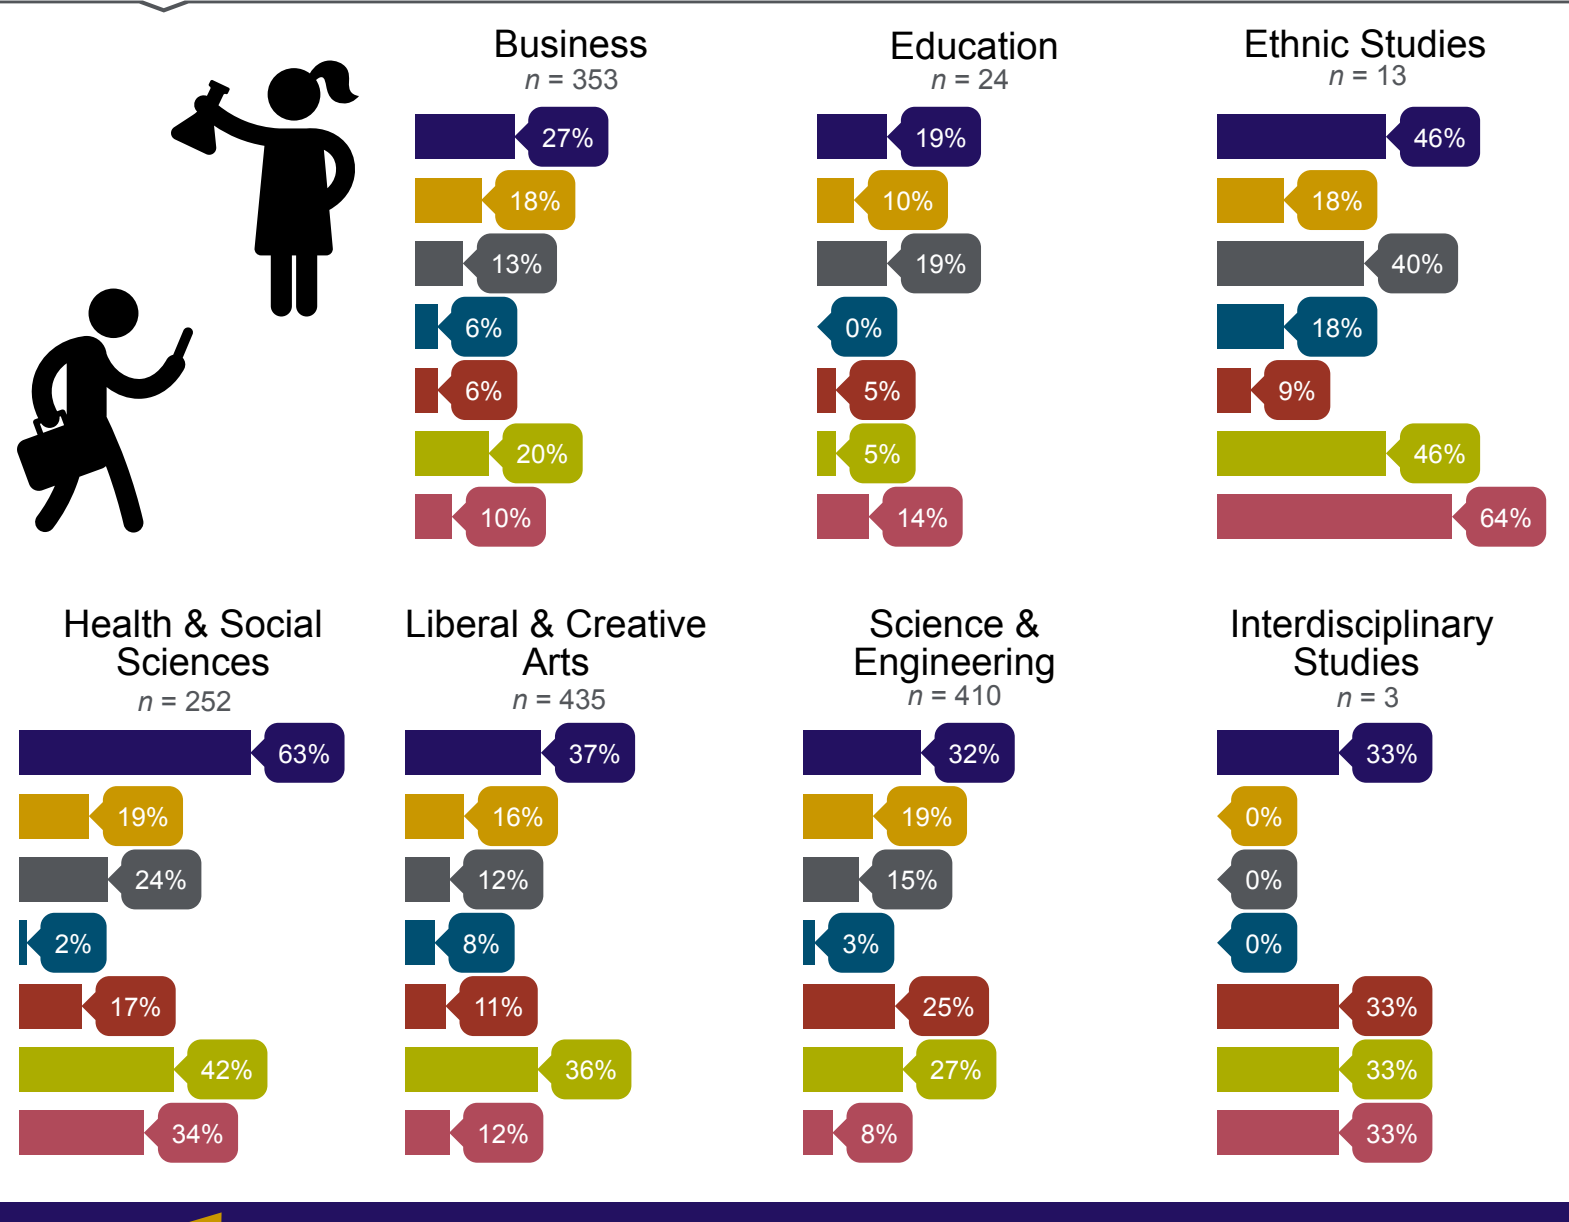 Business
n = 353
27%
18%
13%
6%
6%
20%
10%
Education
n = 24
19%
10%
19%
0%
5%
5%
14%
Ethnic Studies
n = 13
46%
18%
40%
18%
9%
46%
64%
Health & Social
Sciences
n = 252
63%
19%
24%
2%
17%
42%
34%
Liberal & Creative
Arts
n = 435
37%
16%
12%
8%
11%
36%
12%
Science &
Engineering
n = 410
32%
19%
15%
3%
25%
27%
8%
Interdisciplinary
Studies
n = 3
33%
0%
0%
0%
33%
33%
33%